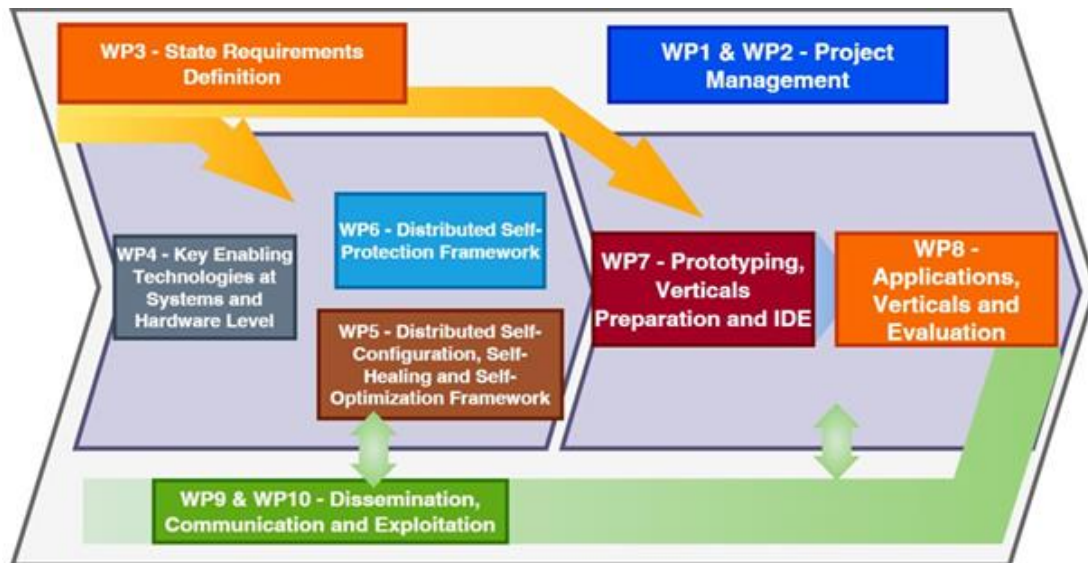 WP3 - State Requirements
Definition
WP1 & WP2 - Project
Management
WP6 - Distributed Self-
Protection Framework
WP4 - Key Enabling
Technologies at
Systems and
Hardware Level
WP5 - Distributed Self-
Configuration, Self-
Healing and Self-
Optimization Framework
WP7 - Prototyping,
Verticals
Preparation and IDE
WP8 -
Applications,
Verticals and
Evaluation
WP9 & WP10 - Dissemination,
Communication and Exploitation